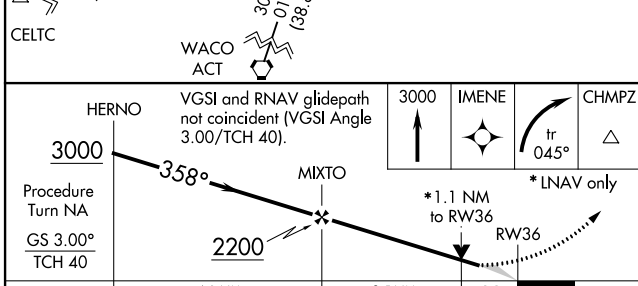 CELTC
WACO
ACT
HERNO
VGSI and RNAV glidepath
not coincident (VGSI Angle
3.00/TCH 40).
3000
IMENE
tr
045°
CHMPZ
3000
358°
MIXTO
*LNAV only
Procedure
Turn NA
*1.1 NM
to RW36
RW36
GS 3.00°
TCH 40
2200